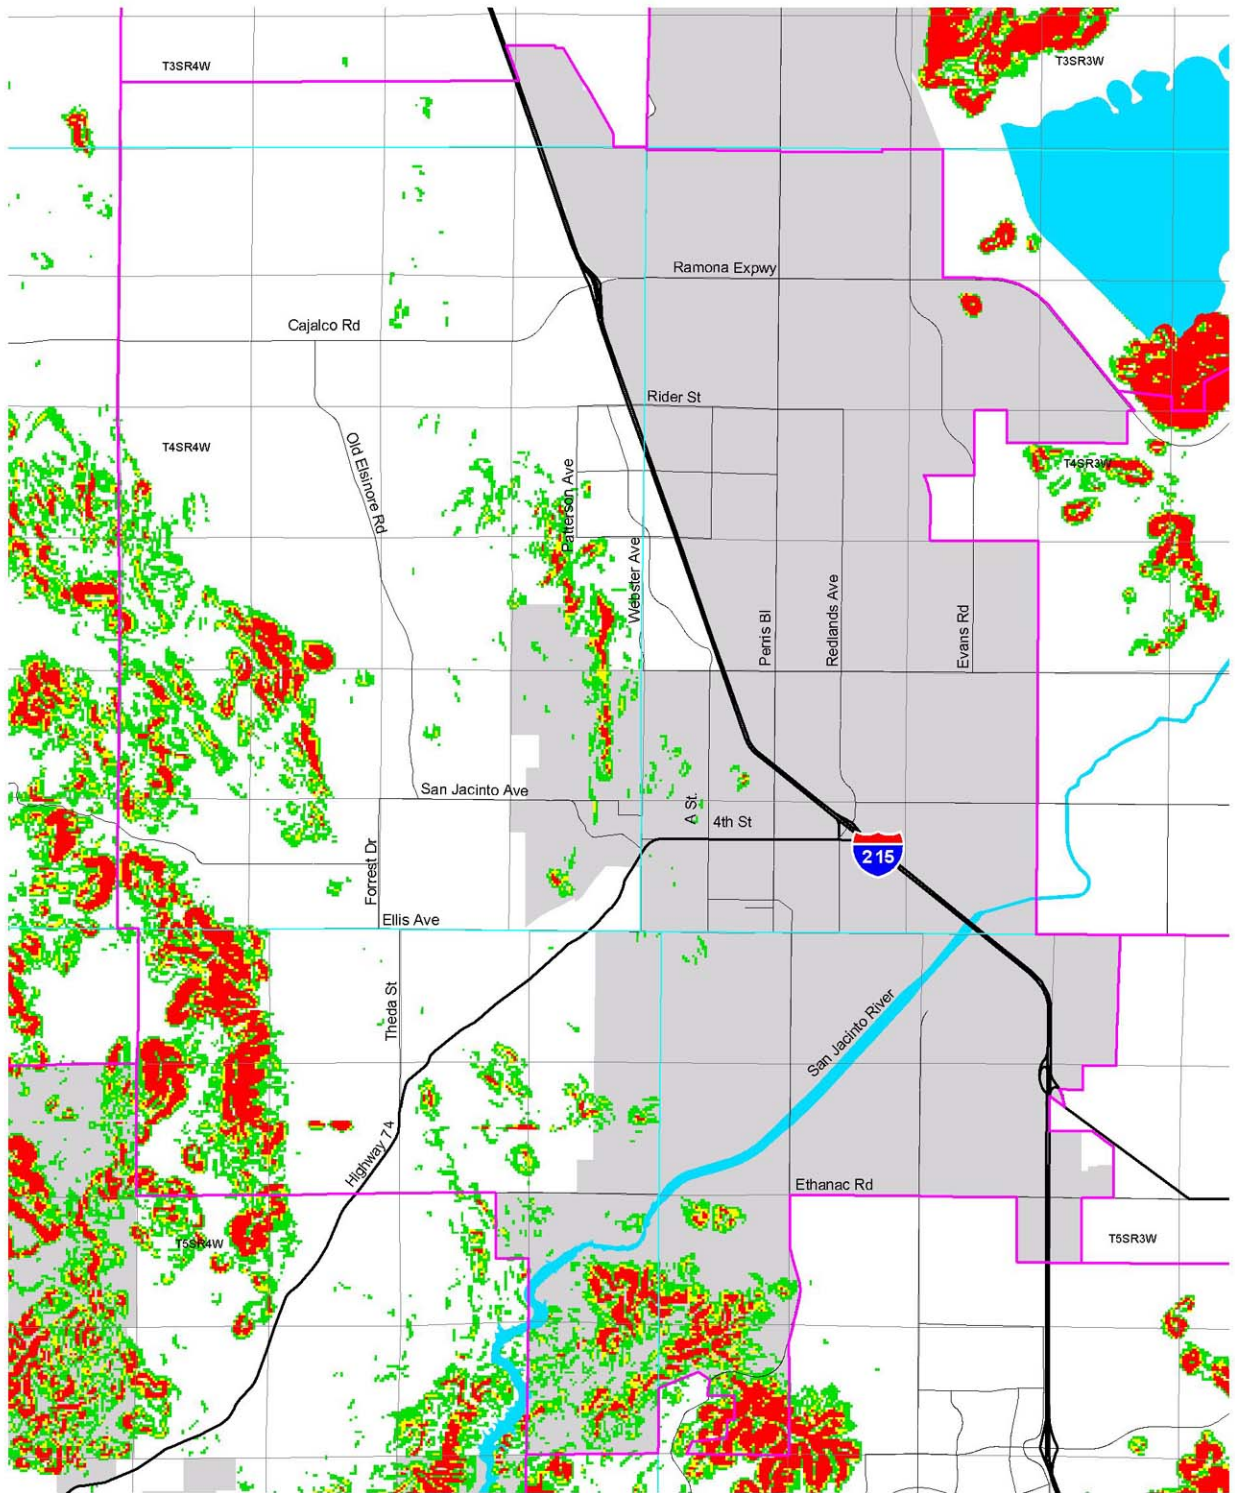 T3SR4W
T3SR3W
Ramona Expwy
Cajalco Rd
Rider St
T4SR4W
Old Elsinore Rd
Patterson Ave
T4SR3W
Webster Ave
Perris Bl
Redlands Ave
Evans Rd
San Jacinto Ave
A St.
4th St
215
Forrest Dr
Ellis Ave
Theda St
San Jacinto River
Highway 74
Ethanac Rd
T5SR4W
T5SR3W